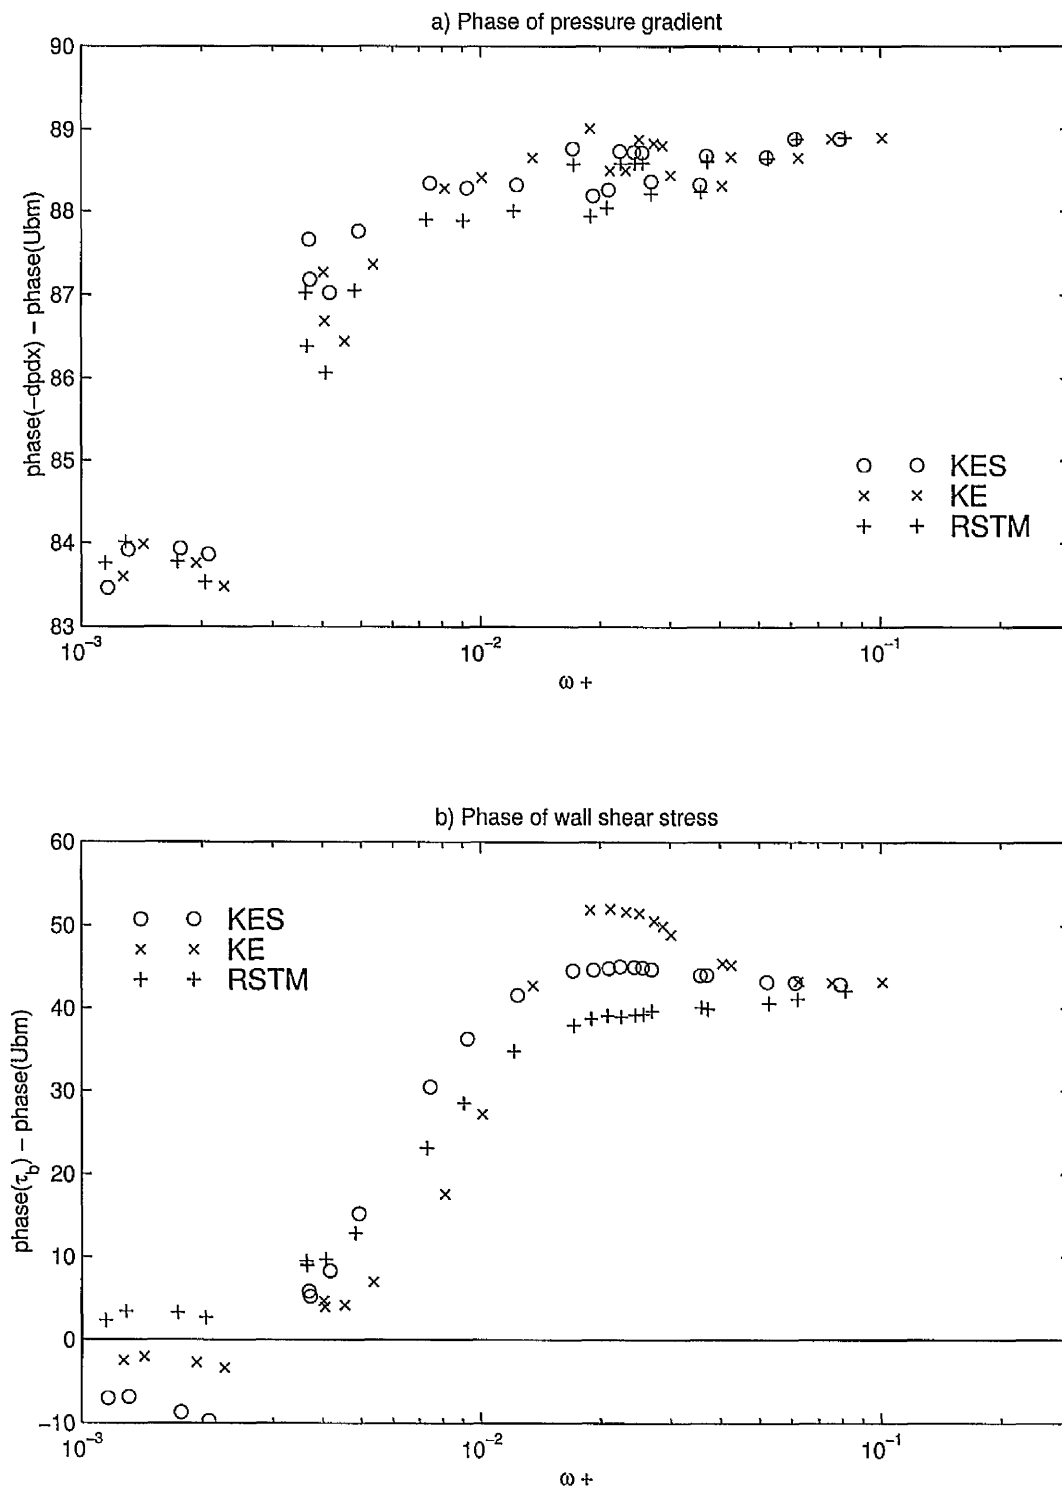 a) Phase of pressure gradient
90
89
88
87
86
85
84
83
phase(−dpdx) − phase(Ubm)
KES
KE
RSTM
10⁻³
10⁻²
10⁻¹
ω +
b) Phase of wall shear stress
60
50
40
30
20
10
0
−10
phase(τ_b) − phase(Ubm)
KES
KE
RSTM
10⁻³
10⁻²
10⁻¹
ω +